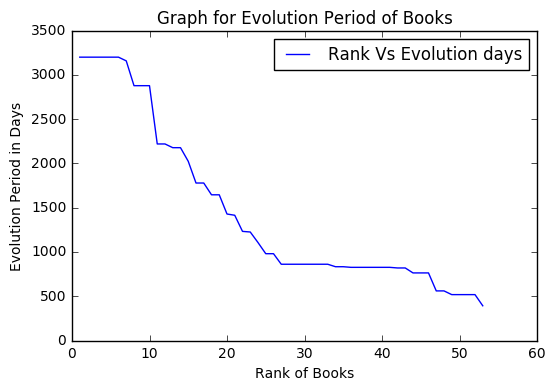 Graph for Evolution Period of Books
Rank Vs Evolution days
3500
3000
2500
2000
1500
1000
500
0
Evolution Period in Days
0 10 20 30 40 50 60
Rank of Books